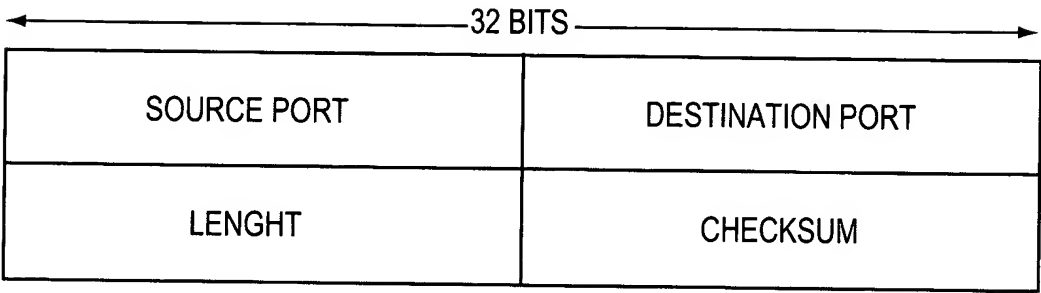 32 BITS
SOURCE PORT DESTINATION PORT
LENGHT CHECKSUM